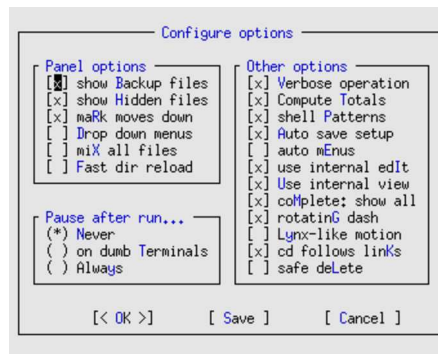 Configure options
Panel options
[x] show Backup files
[x] show Hidden files
[x] maRk moves down
[ ] Drop down menus
[ ] miX all files
[ ] Fast dir reload
Pause after run...
(*) Never
( ) on dumb Terminals
( ) Always
Other options
[x] Verbose operation
[x] Compute Totals
[x] shell Patterns
[x] Auto save setup
[ ] auto mEnus
[x] use internal edIt
[x] Use internal view
[x] coMplete: show all
[x] rotatinG dash
[ ] Lynx-like motion
[x] cd follows linKs
[ ] safe deLete
[< OK >] [ Save ] [ Cancel ]